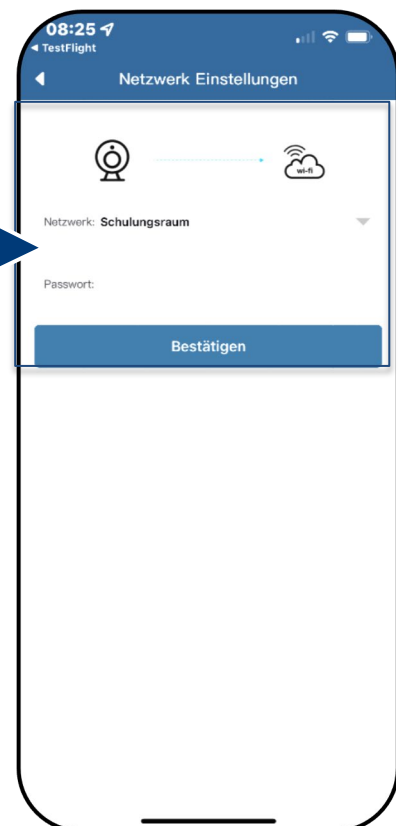 08:25
◀ TestFlight
Netzwerk Einstellungen
wi-fi
Netzwerk: Schulungsraum
Passwort:
Bestätigen